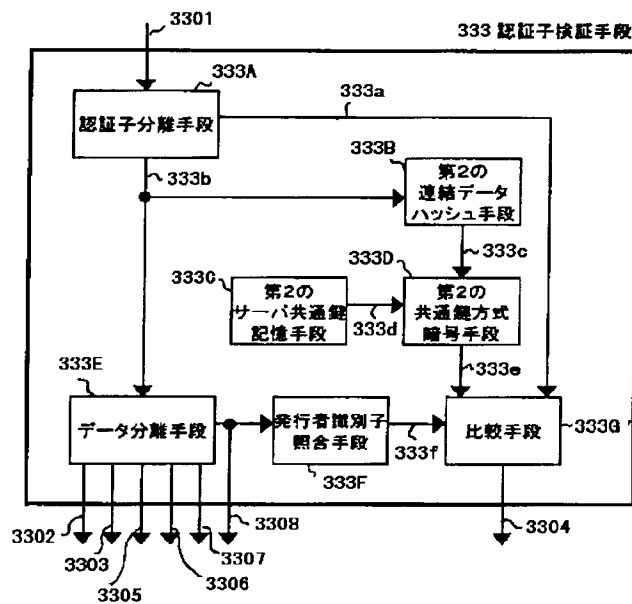 3301
333 認証子検証手段
333A
認証子分離手段
333a
333b
333B
第2の
連結データ
ハッシュ手段
333c
333C
第2の
サーバ共通鍵
記憶手段
333d
333D
第2の
共通鍵方式
暗号手段
333e
333E
データ分離手段
発行者識別子
照合手段
333f
333F
比較手段
333G
3302
3303
3305
3306
3307
3308
3304